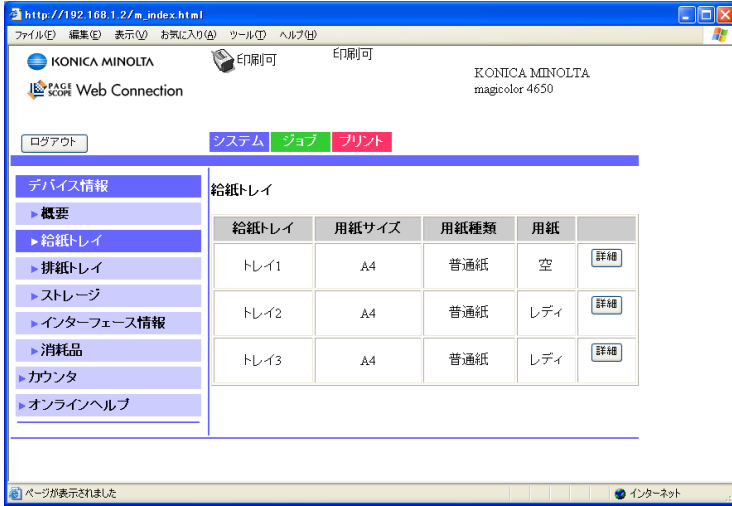 http://192.168.1.2/m_index.html
ファイル(F) 編集(E) 表示(V) お気に入り(A) ツール(T) ヘルプ(H)
KONICA MINOLTA
印刷可
印刷可
PAGE SCOPE Web Connection
KONICA MINOLTA
magicolor 4650
ログアウト
システム ジョブ プリント
デバイス情報
概要
給紙トレイ
排紙トレイ
ストレージ
インターフェース情報
消耗品
カウンタ
オンラインヘルプ
給紙トレイ
給紙トレイ 用紙サイズ 用紙種類 用紙
トレイ1 A4 普通紙 空 詳細
トレイ2 A4 普通紙 レディ 詳細
トレイ3 A4 普通紙 レディ 詳細
ページが表示されました インターネット